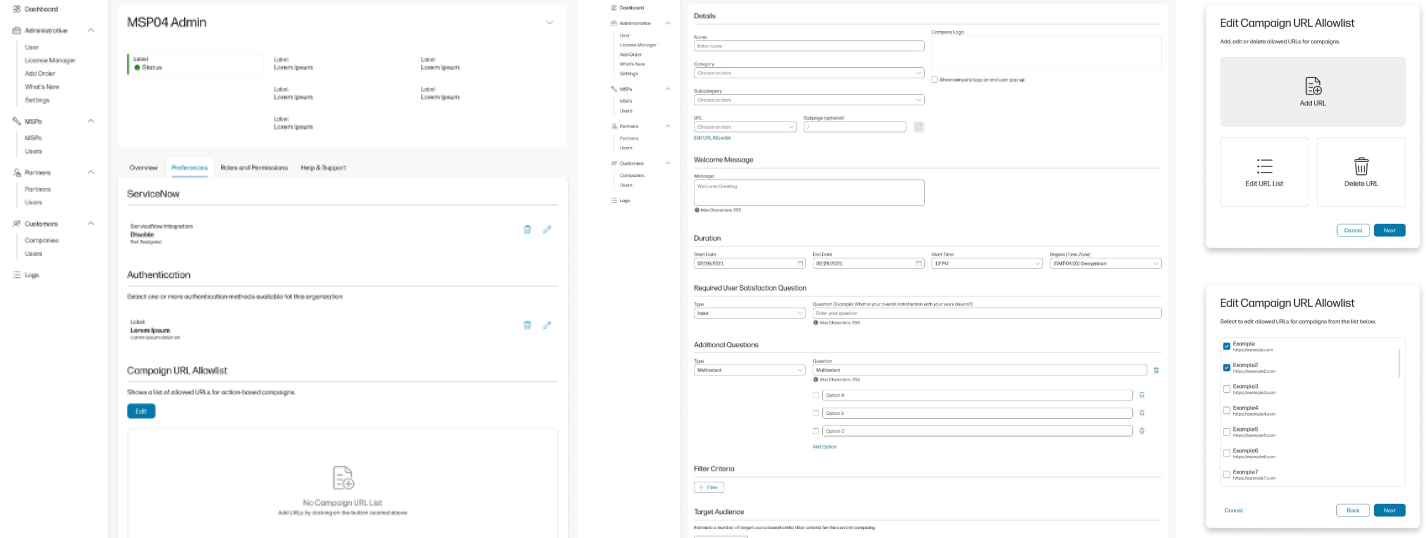 Dashboard
Administrative
User
License Manager
Add Order
What's New
Settings
MSPs
MSPs
Users
Partners
Partners
Users
Customers
Companies
Users
Logs
MSP04 Admin
Label
Status
Label
Lorem Ipsum
Label
Lorem Ipsum
Label
Lorem Ipsum
Label
Lorem Ipsum
Label
Lorem Ipsum
Overview
Preferences
Roles and Permissions
Help & Support
ServiceNow
ServiceNow Integration
Disable
Not Assigned
Authentication
Select one or more authentication methods available fot this organization
Label
Lorem Ipsum
Lorem ipsum dolor sit
Campaign URL Allowlist
Shows a list of allowed URLs for action-based campaigns.
Edit
No Campaign URL List
Add URLs by clicking on the button located above
Dashboard
Administrative
User
License Manager
Add Order
What's New
Settings
MSPs
MSPs
Users
Partners
Partners
Users
Customers
Companies
Users
Logs
Details
Name
Enter name
Company Logo
Category
Choose an item
Show company logo on end user pop-up
Subcategory
Choose an item
URL
Choose an item
Subpage (optional)
/
Edit URL Allowlist
Welcome Message
Message
Welcome Greeting
Max Characters: 255
Duration
Start Date
02/26/2021
End Date
02/26/2021
Start Time
12 PM
Region (Time Zone)
(GMT-04:00) Georgetown
Required User Satisfaction Question
Type
Input
Question (Example: What is your overall satisfaction with your work device?)
Enter your question
Max Characters: 255
Additional Questions
Type
Multiselect
Question
Multiselect
Max Characters: 255
Option A
Option b
Option D
Add Option
Filter Criteria
+ Filter
Target Audience
Estimate a number of target users based on the filter criteria for the current campaing
Edit Campaign URL Allowlist
Add, edit or delete allowed URLs for campaigns.
Add URL
Edit URL List
Delete URL
Cancel
Next
Edit Campaign URL Allowlist
Select to edit allowed URLs for campaigns from the list below.
Example
https://example.com
Example2
https://example2.com
Example3
https://example3.com
Example4
https://example4.com
Example5
https://example5.com
Example6
https://example6.com
Example7
https://example7.com
Cancel
Back
Next